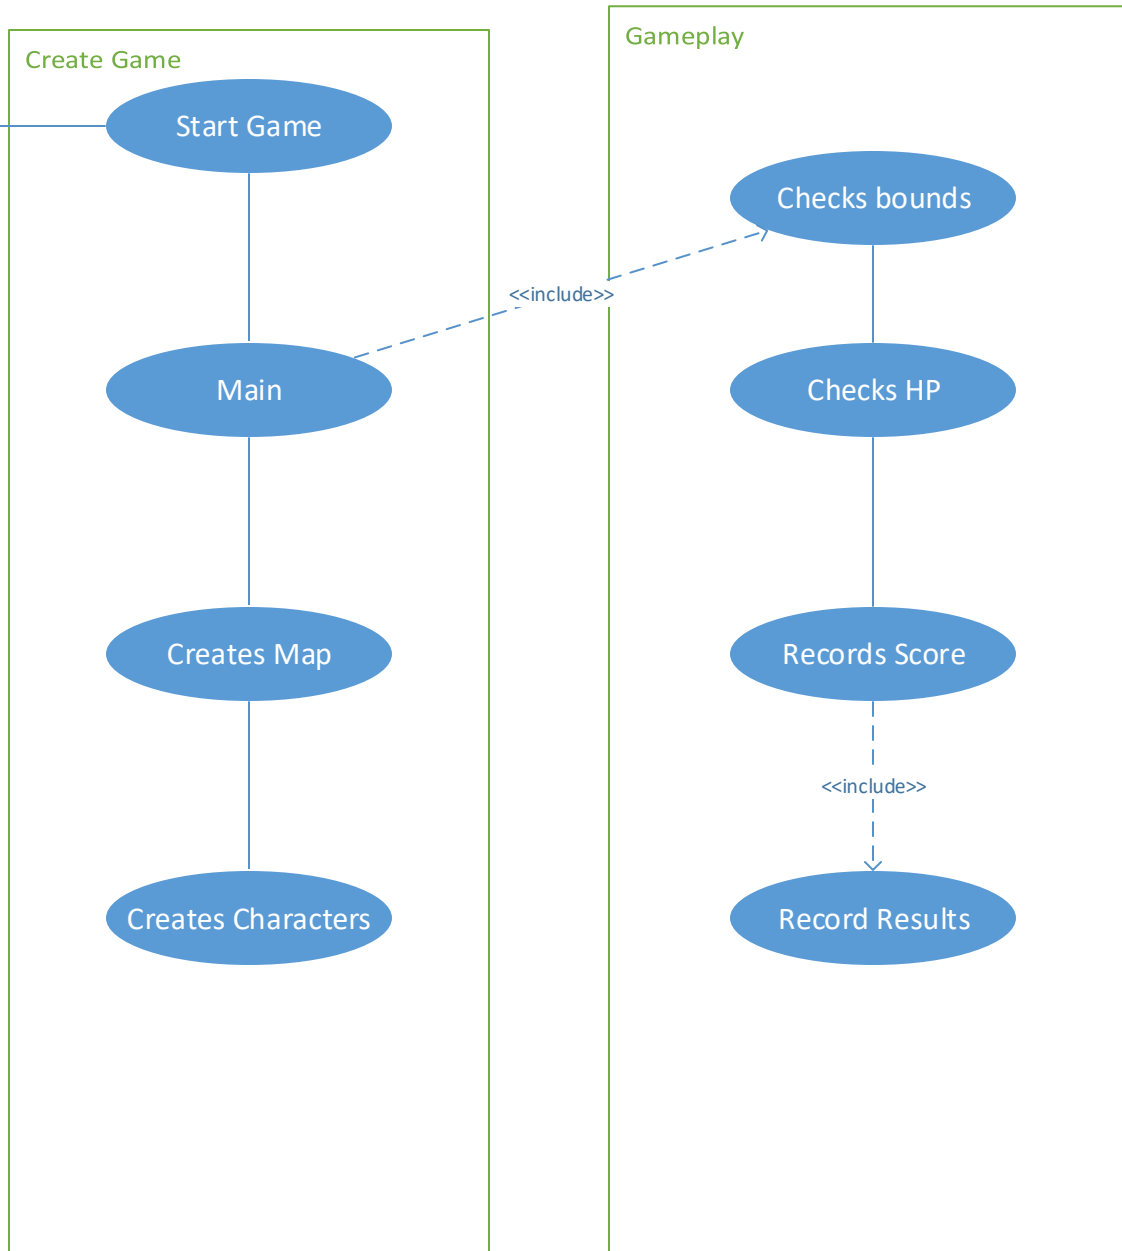 Create Game
Start Game
Main
Creates Map
Creates Characters
<<include>>
Gameplay
Checks bounds
Checks HP
Records Score
<<include>>
Record Results